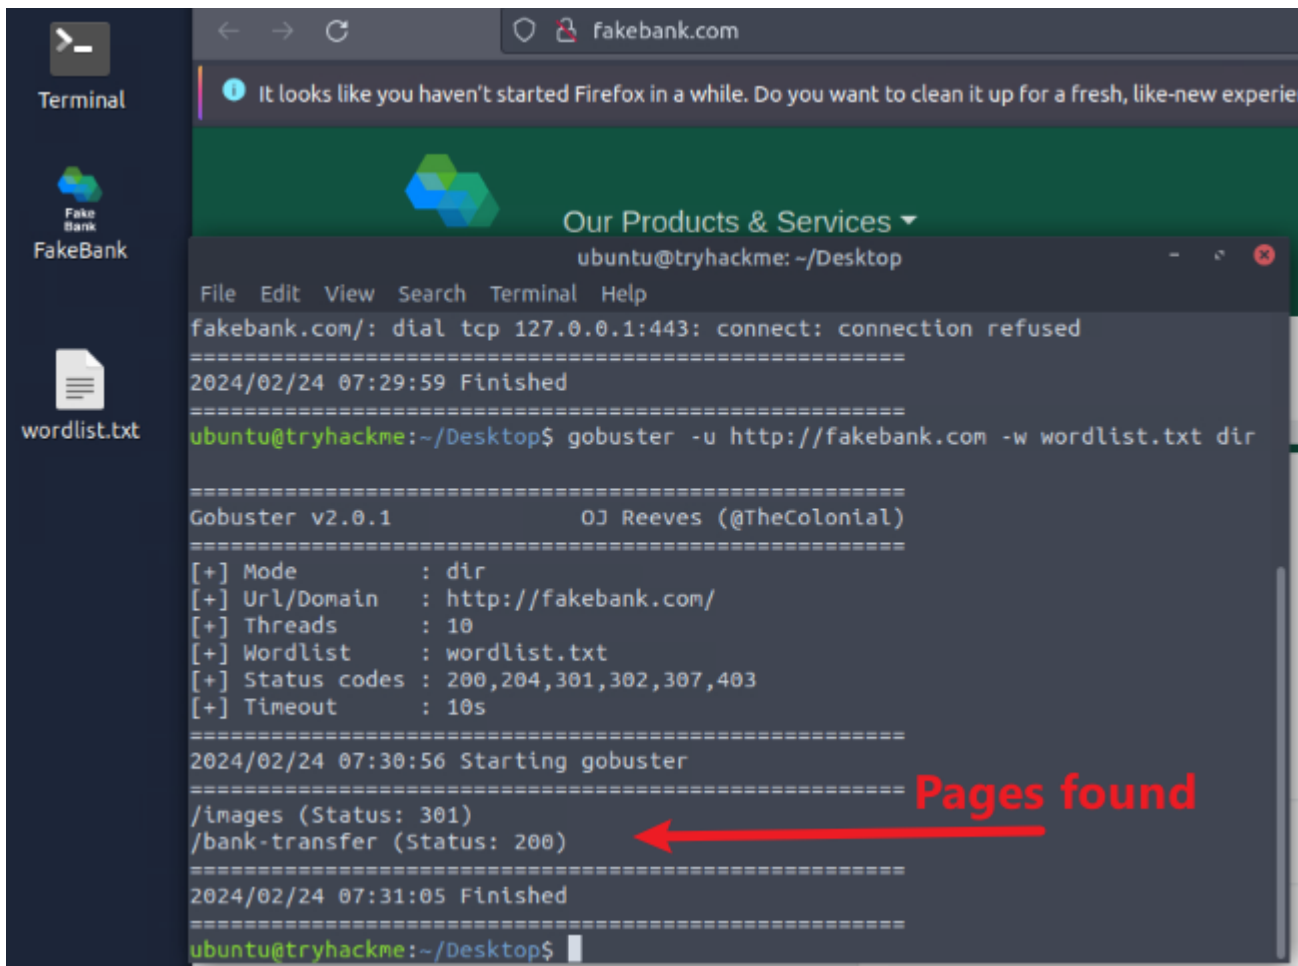 Terminal
Fake
Bank
FakeBank
wordlist.txt
fakebank.com
It looks like you haven't started Firefox in a while. Do you want to clean it up for a fresh, like-new experie
Our Products & Services
ubuntu@tryhackme: ~/Desktop
File Edit View Search Terminal Help
fakebank.com/: dial tcp 127.0.0.1:443: connect: connection refused
=====================================================
2024/02/24 07:29:59 Finished
=====================================================
ubuntu@tryhackme:~/Desktop$ gobuster -u http://fakebank.com -w wordlist.txt dir
=====================================================
Gobuster v2.0.1              OJ Reeves (@TheColonial)
=====================================================
[+] Mode         : dir
[+] Url/Domain   : http://fakebank.com/
[+] Threads      : 10
[+] Wordlist     : wordlist.txt
[+] Status codes : 200,204,301,302,307,403
[+] Timeout      : 10s
=====================================================
2024/02/24 07:30:56 Starting gobuster
=====================================================
Pages found
/images (Status: 301)
/bank-transfer (Status: 200)
=====================================================
2024/02/24 07:31:05 Finished
=====================================================
ubuntu@tryhackme:~/Desktop$